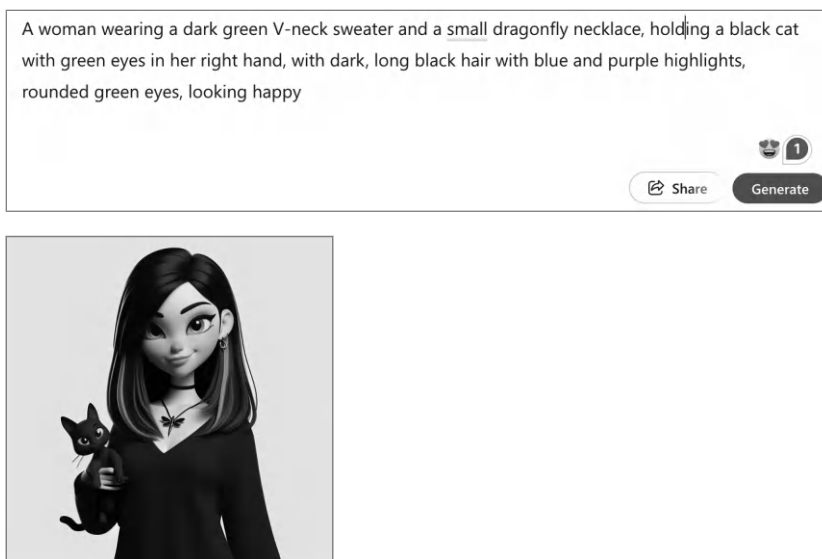 A woman wearing a dark green V-neck sweater and a small dragonfly necklace, holding a black cat
with green eyes in her right hand, with dark, long black hair with blue and purple highlights,
rounded green eyes, looking happy
1
Share
Generate